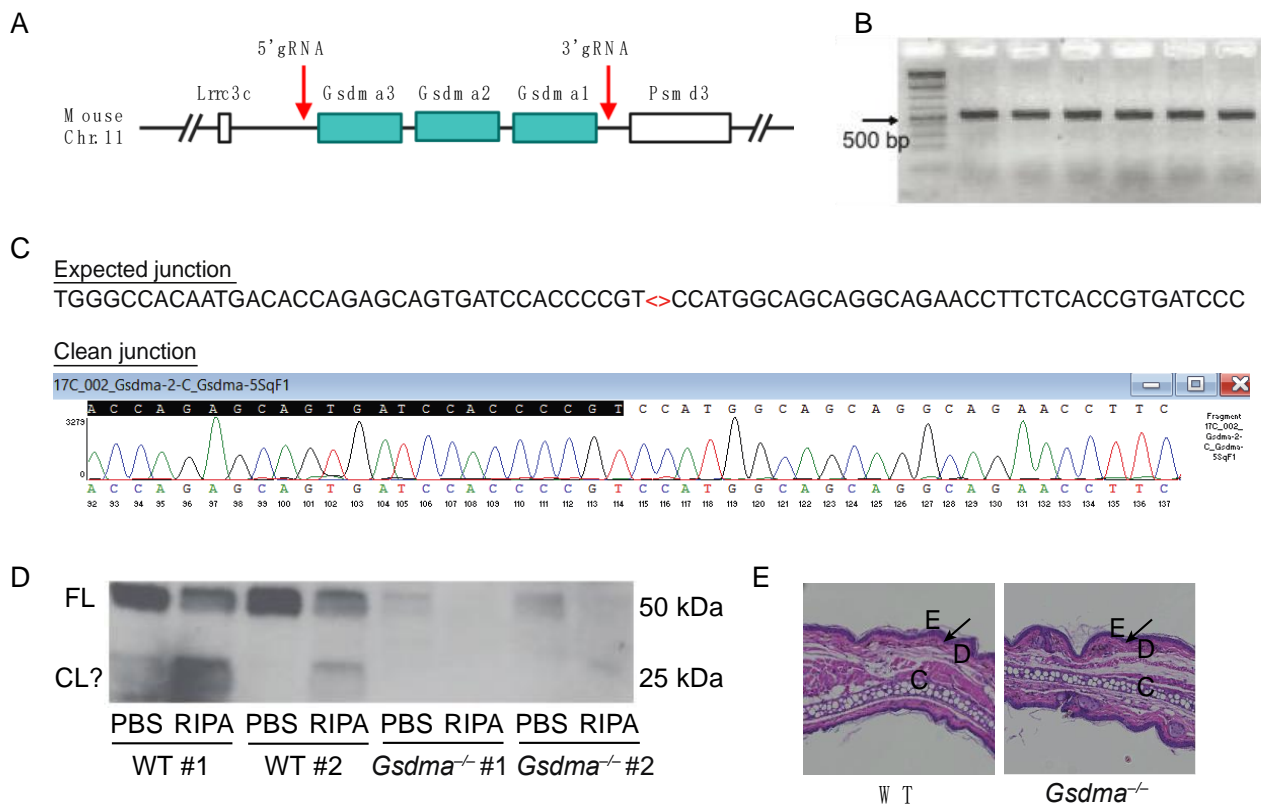 A
5'gRNA
3'gRNA
Lrrc3c
Gsdma3
Gsdma2
Gsdma1
Psmd3
Mouse
Chr.11
B
500 bp
C
Expected junction
TGGGCCACAATGACACCAGAGCAGTGATCCACCCCGT<>CCATGGCAGCAGGCAGAACCTTCTCACCGTGATCCC
Clean junction
17C_002_Gsdma-2-C_Gsdma-5SqF1
A C C A G A G C A G T G A T C C A C C C C G T C C A T G G C A G C A G G C A G A A C C T T C
3273
0
Fragment
17C_002_
Gsdma-2-
C_Gsdma-
5SqF1
A C C A G A G C A G T G A T C C A C C C C G T C C A T G G C A G C A G G C A G A A C C T T C
92 93 94 95 96 97 98 99 100 101 102 103 104 105 106 107 108 109 110 111 112 113 114 115 116 117 118 119 120 121 122 123 124 125 126 127 128 129 130 131 132 133 134 135 136 137
D
FL
50 kDa
CL?
25 kDa
PBS RIPA PBS RIPA PBS RIPA PBS RIPA
WT #1 WT #2 Gsdma–/– #1 Gsdma–/– #2
E
E
D
C
E
D
C
WT
Gsdma–/–